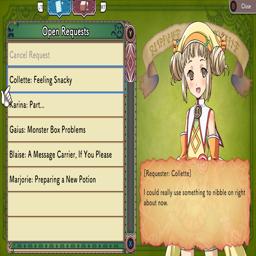 Close
Open Requests
Cancel Request
Collette: Feeling Snacky
Karina: Part...
Gaius: Monster Box Problems
Blaise: A Message Carrier, If You Please
Marjorie: Preparing a New Potion
[Requester: Collette]
I could really use something to nibble on right
about now.